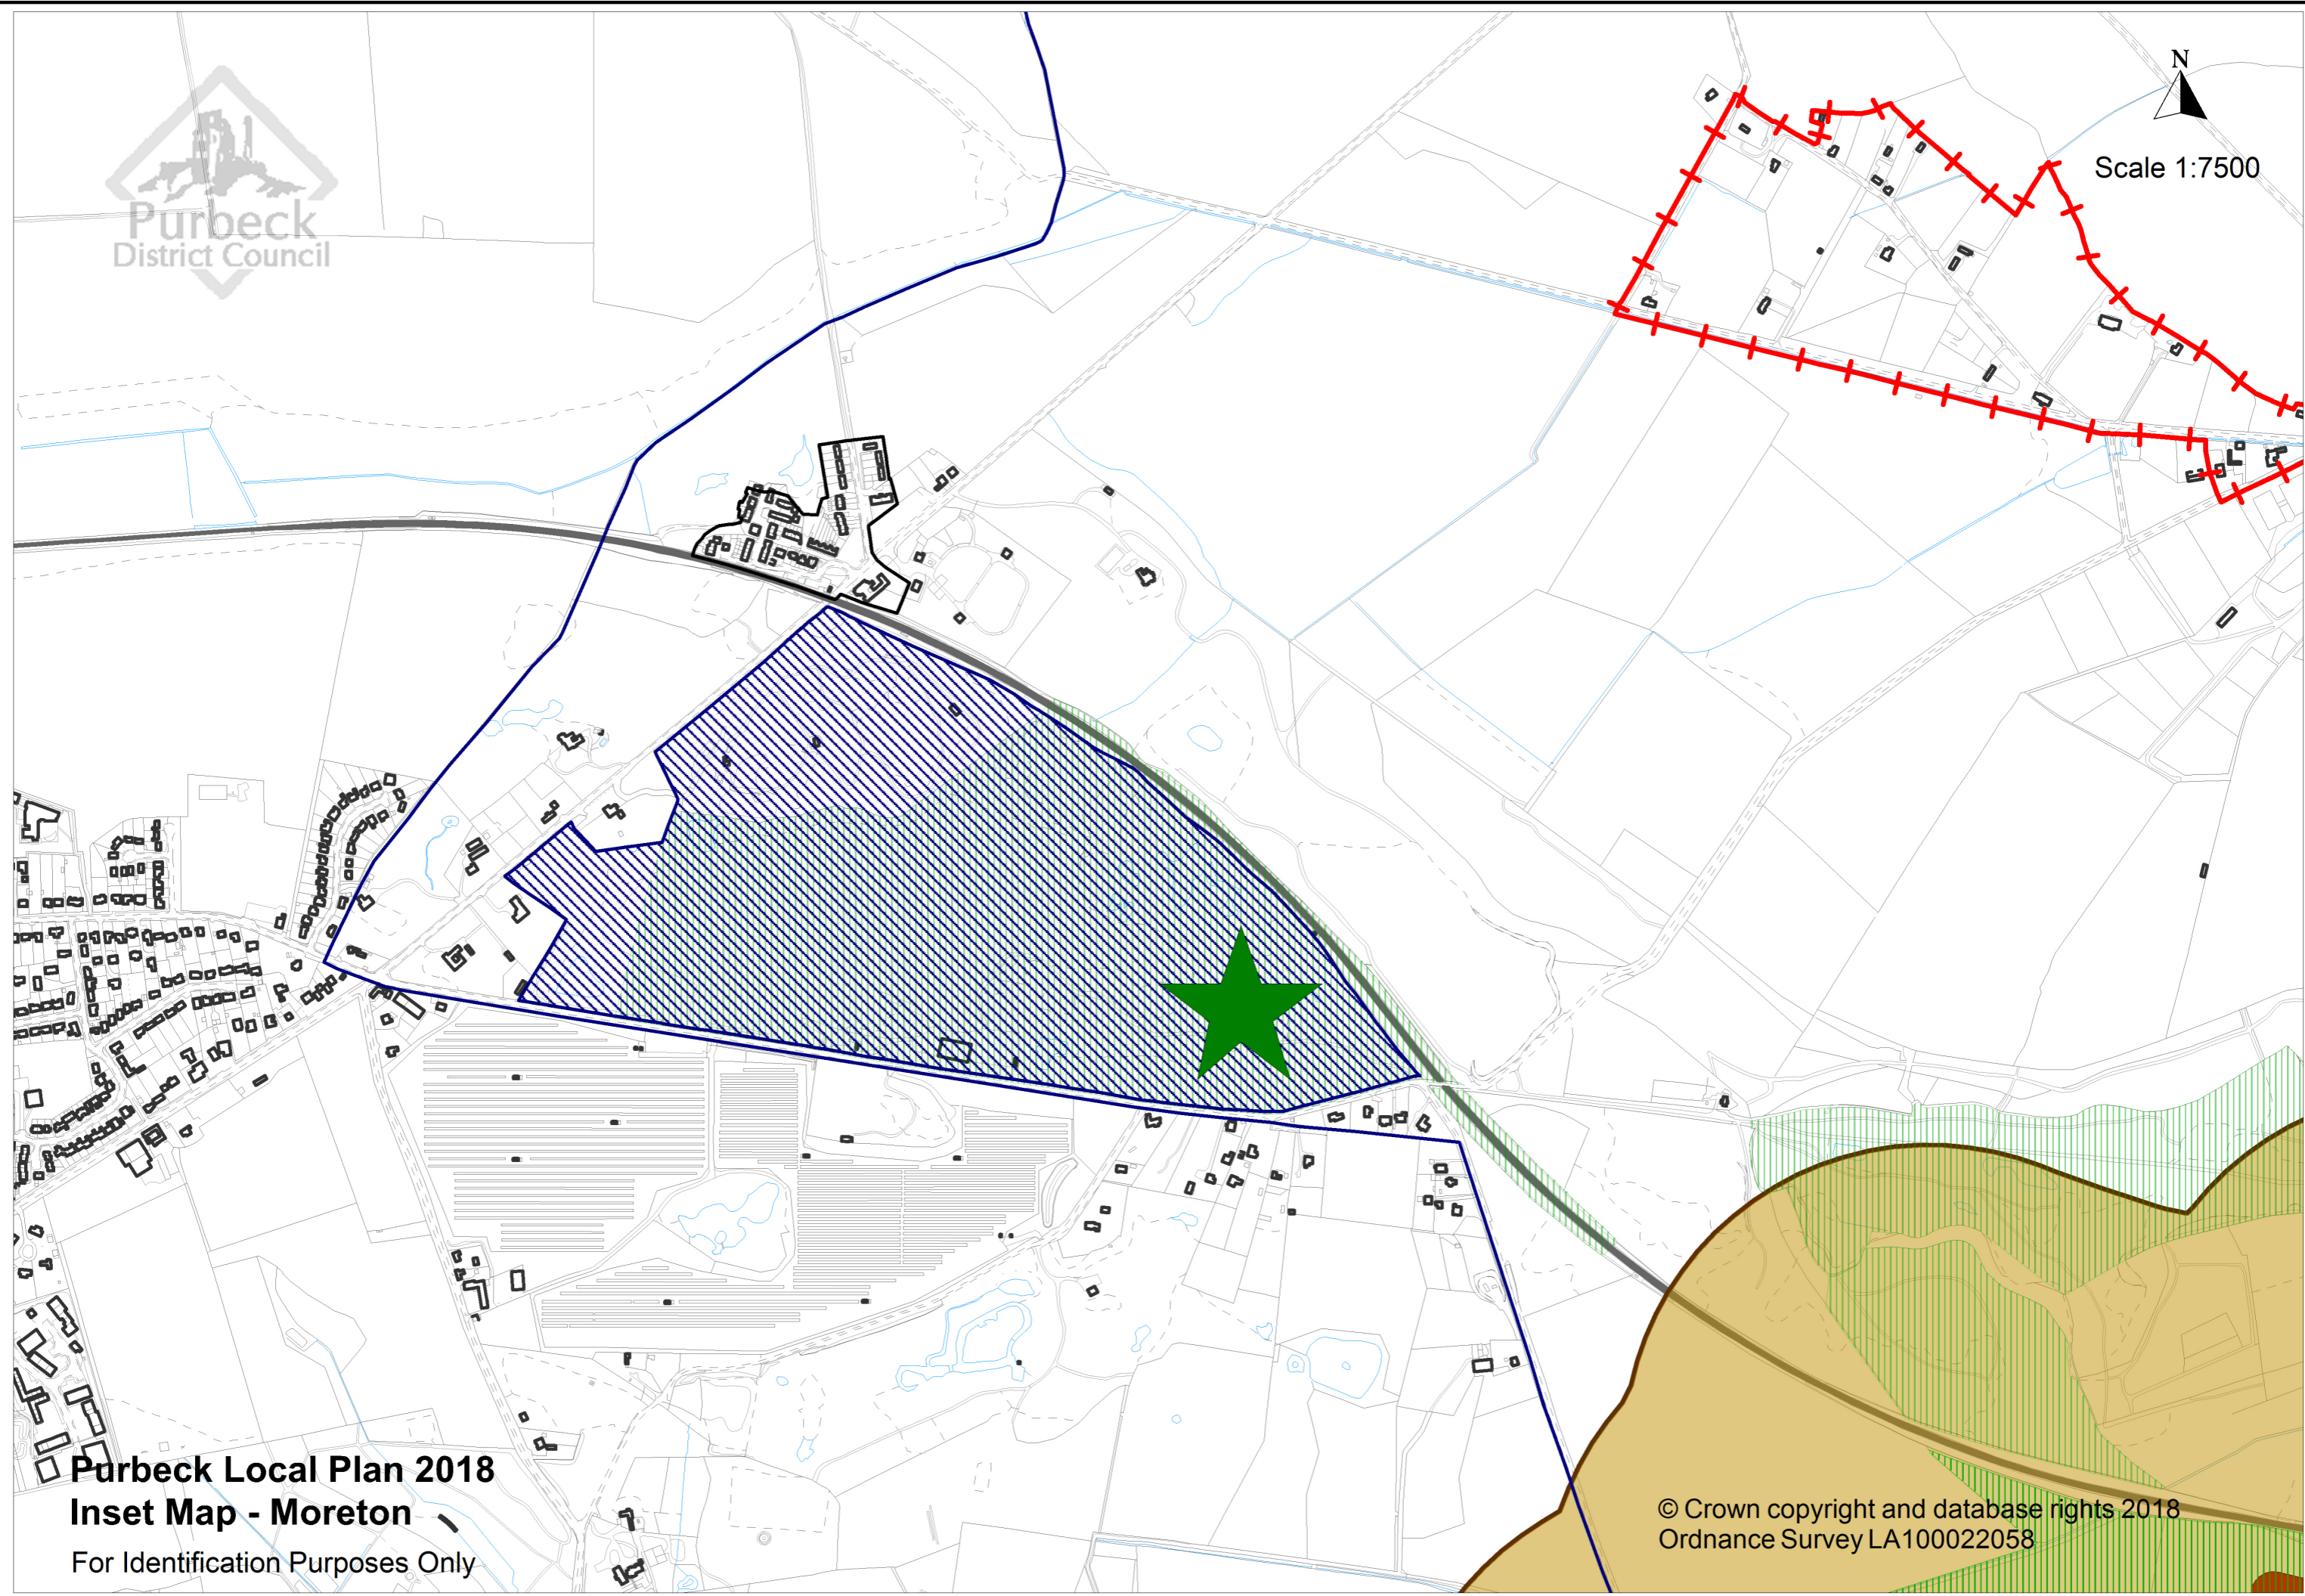 Purbeck
District Council
N
Scale 1:7500
Purbeck Local Plan 2018
Inset Map - Moreton
For Identification Purposes Only
© Crown copyright and database rights 2018
Ordnance Survey LA100022058